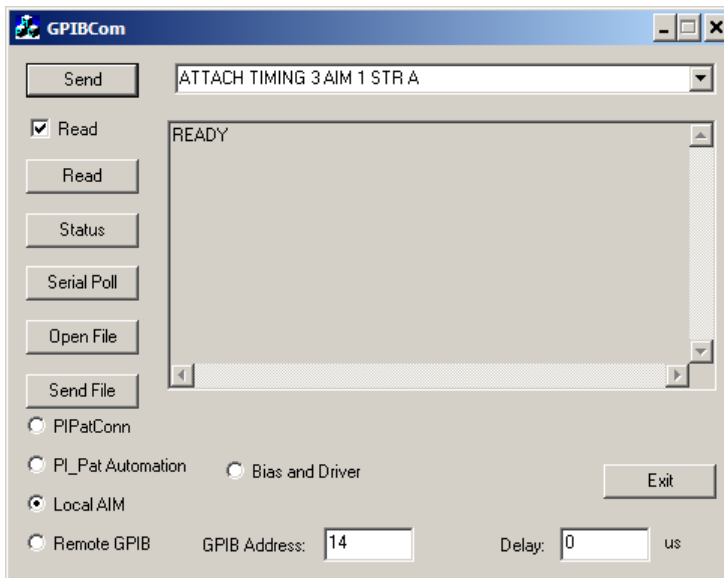 GPIBCom
Send
ATTACH TIMING 3 AIM 1 STR A
Read
READY
Read
Status
Serial Poll
Open File
Send File
PIPatConn
PI_Pat Automation
Bias and Driver
Exit
Local AIM
Remote GPIB
GPIB Address: 14
Delay: 0 us